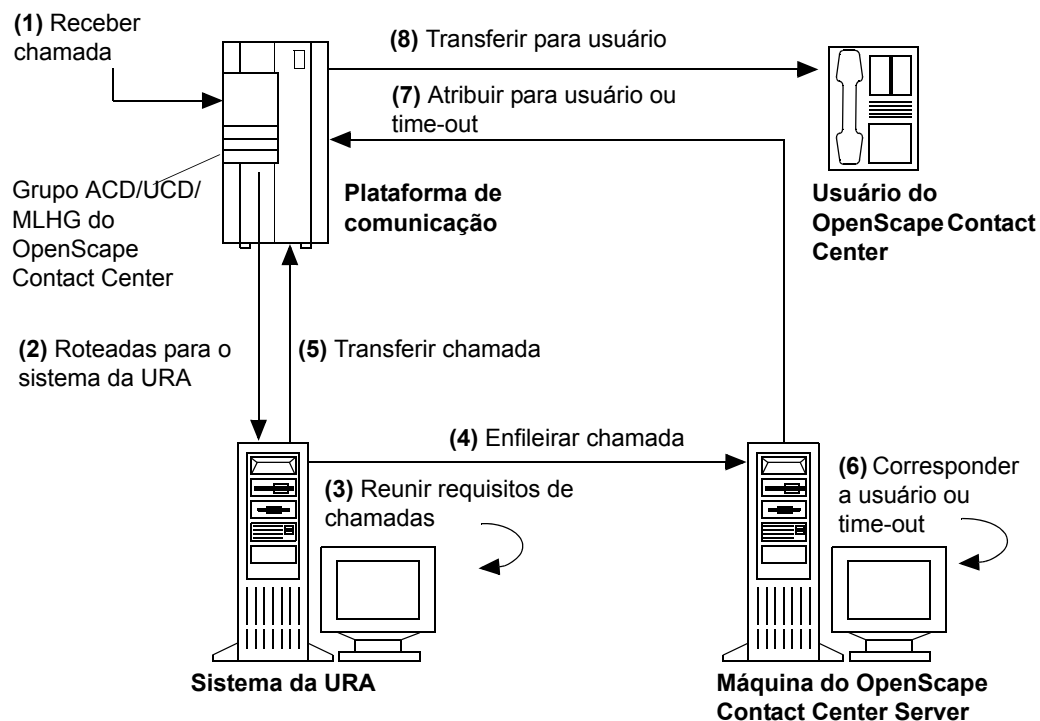 (1) Receber
chamada
(8) Transferir para usuário
(7) Atribuir para usuário ou
time-out
Grupo ACD/UCD/
MLHG do
OpenScape
Contact Center
Plataforma de
comunicação
Usuário do
OpenScape Contact
Center
(2) Roteadas para o
sistema da URA
(5) Transferir chamada
(4) Enfileirar chamada
(3) Reunir requisitos de
chamadas
(6) Corresponder
a usuário ou
time-out
Sistema da URA
Máquina do OpenScape
Contact Center Server